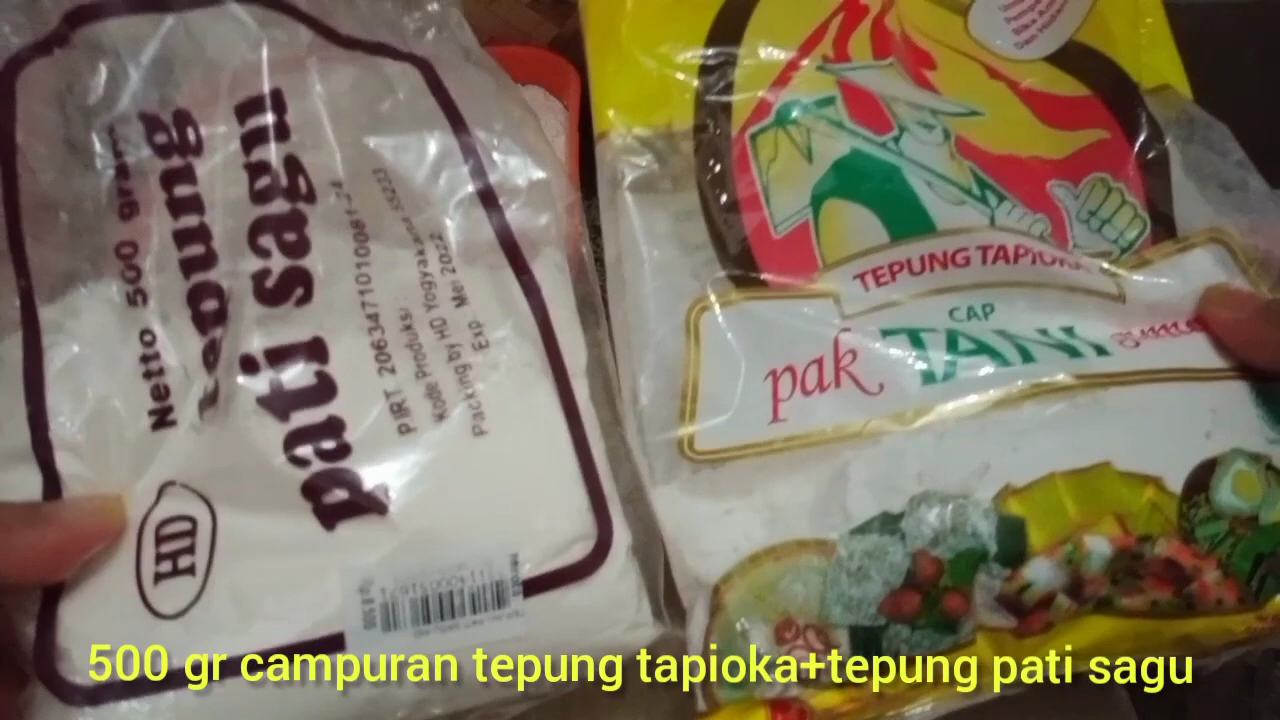 Netto 500 gram
tepung
pati sagu
PIRT 2063471010081-24
Kode Produksi :
Packing by HD Yogyakarta 55233
Exp. Mei 2022
HD
TEPUNG TAPIOKA
CAP
pak TANI
500 gr campuran tepung tapioka+tepung pati sagu